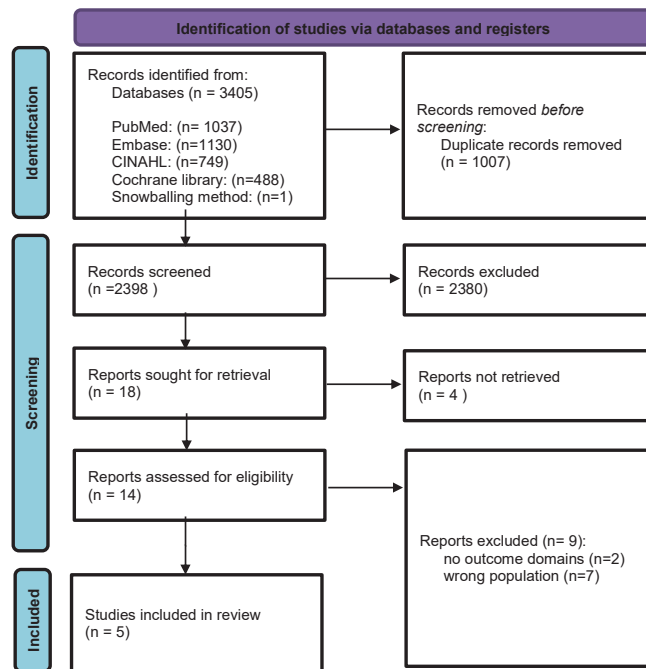 Identification of studies via databases and registers
Identification
Records identified from:
Databases (n = 3405)
PubMed: (n= 1037)
Embase: (n=1130)
CINAHL: (n=749)
Cochrane library: (n=488)
Snowballing method: (n=1)
Records removed before
screening:
Duplicate records removed
(n = 1007)
Screening
Records screened
(n =2398 )
Records excluded
(n = 2380)
Reports sought for retrieval
(n = 18)
Reports not retrieved
(n = 4 )
Reports assessed for eligibility
(n = 14)
Reports excluded (n= 9):
no outcome domains (n=2)
wrong population (n=7)
Included
Studies included in review
(n = 5)